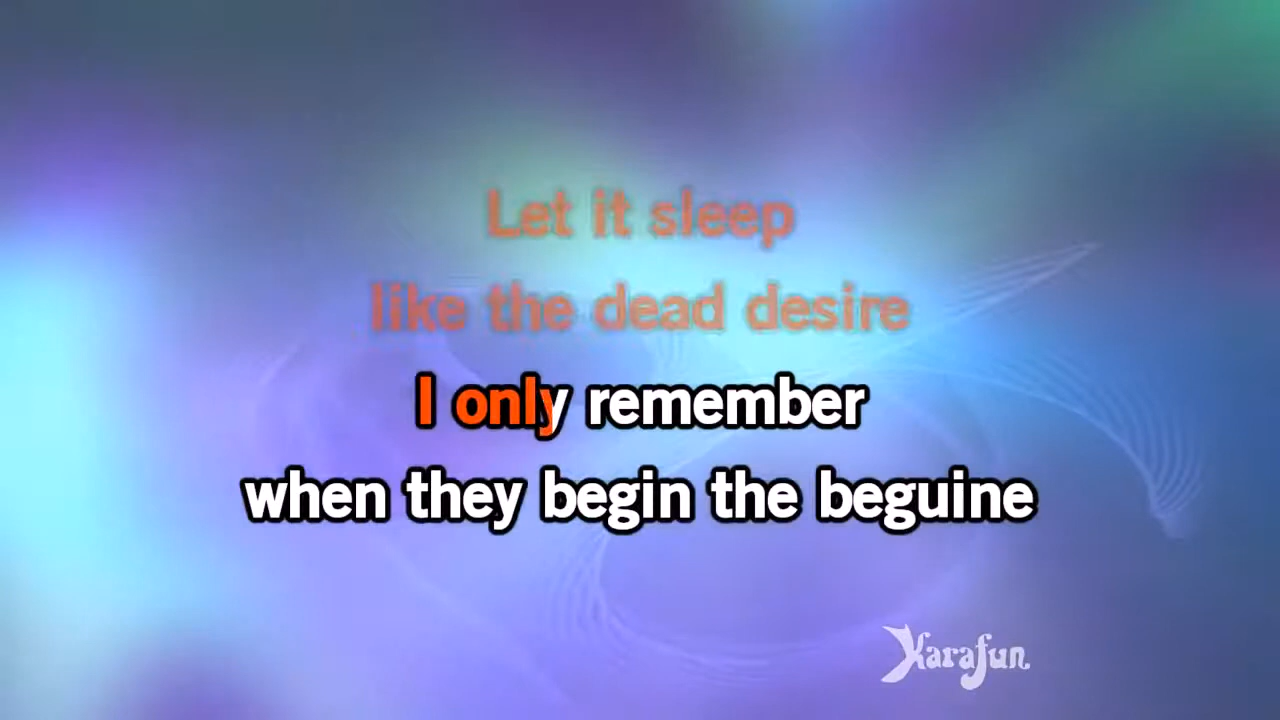 Let it sleep
like the dead desire
I only remember
when they begin the beguine
Karafun